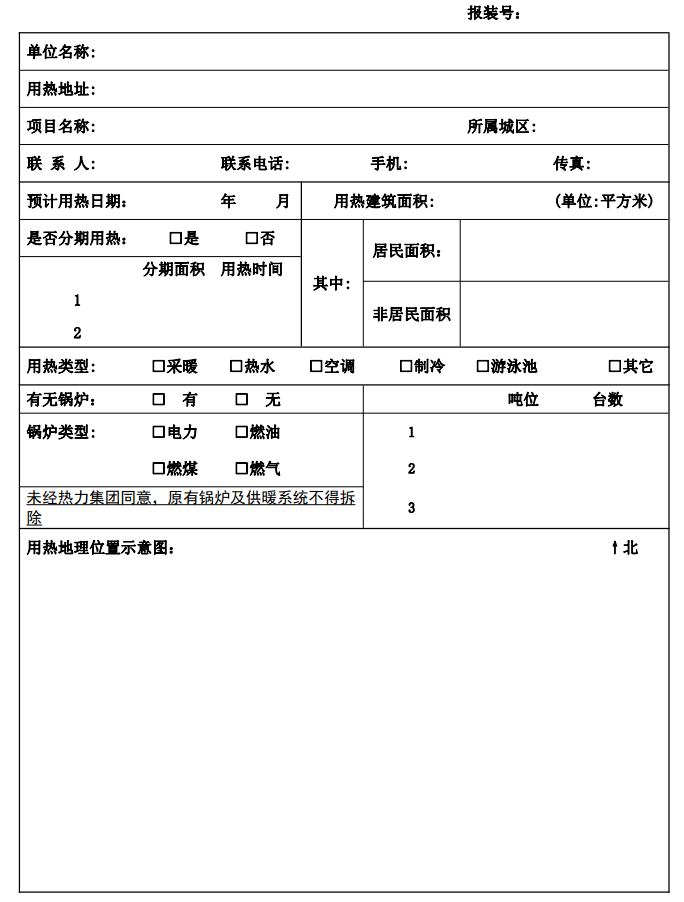 报装号：
单位名称：
用热地址：
项目名称： 所属城区：
联 系 人： 联系电话： 手机： 传真：
预计用热日期： 年 月 用热建筑面积： (单位:平方米)
是否分期用热： □是 □否
分期面积 用热时间
1
2
其中：
居民面积：
非居民面积
用热类型： □采暖 □热水 □空调 □制冷 □游泳池 □其它
有无锅炉： □ 有 □ 无 吨位 台数
锅炉类型： □电力 □燃油 1
□燃煤 □燃气 2
未经热力集团同意，原有锅炉及供暖系统不得拆
除
3
用热地理位置示意图： ↑北